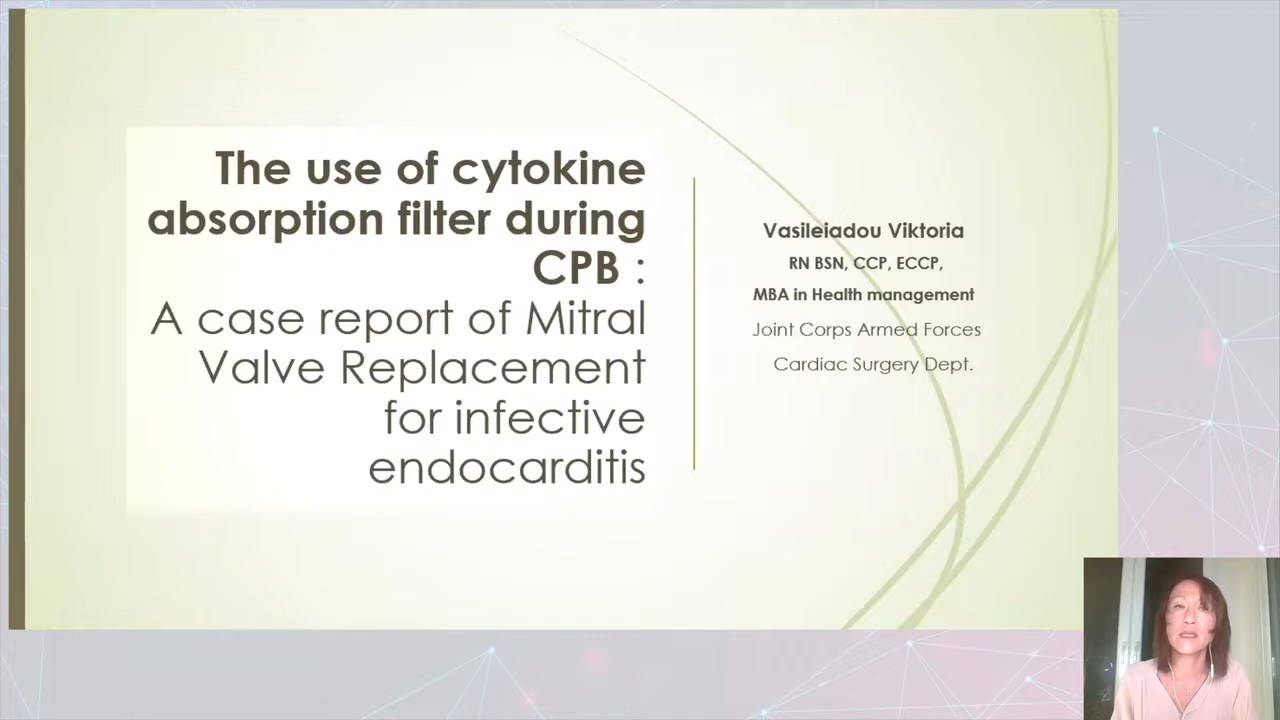 The use of cytokine
absorption filter during
CPB :
A case report of Mitral
Valve Replacement
for infective
endocarditis
Vasileiadou Viktoria
RN BSN, CCP, ECCP,
MBA in Health management
Joint Corps Armed Forces
Cardiac Surgery Dept.